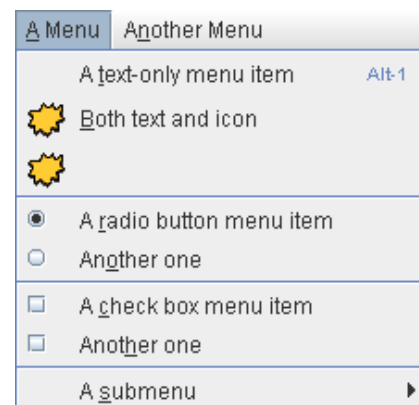 A Menu Another Menu
A text-only menu item Alt-1
Both text and icon
A radio button menu item
Another one
A check box menu item
Another one
A submenu